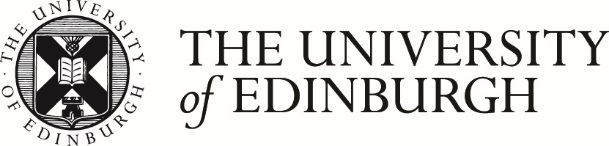 · THE UNIVERSITY ·
OF EDINBURGH
THE UNIVERSITY
of EDINBURGH